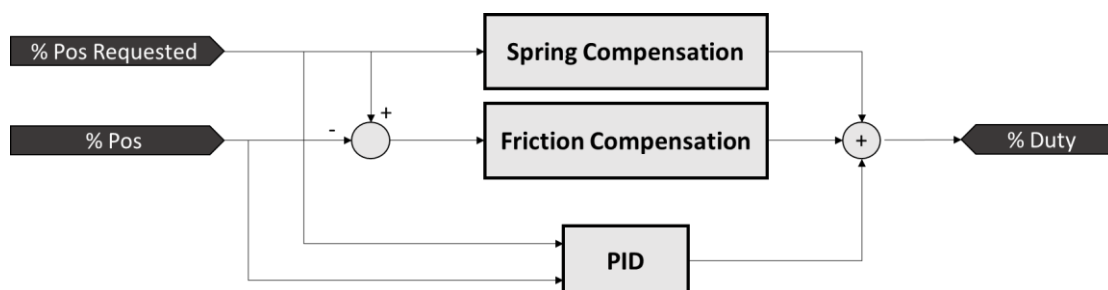 % Pos Requested
Spring Compensation
+
-
% Pos
Friction Compensation
+
% Duty
PID